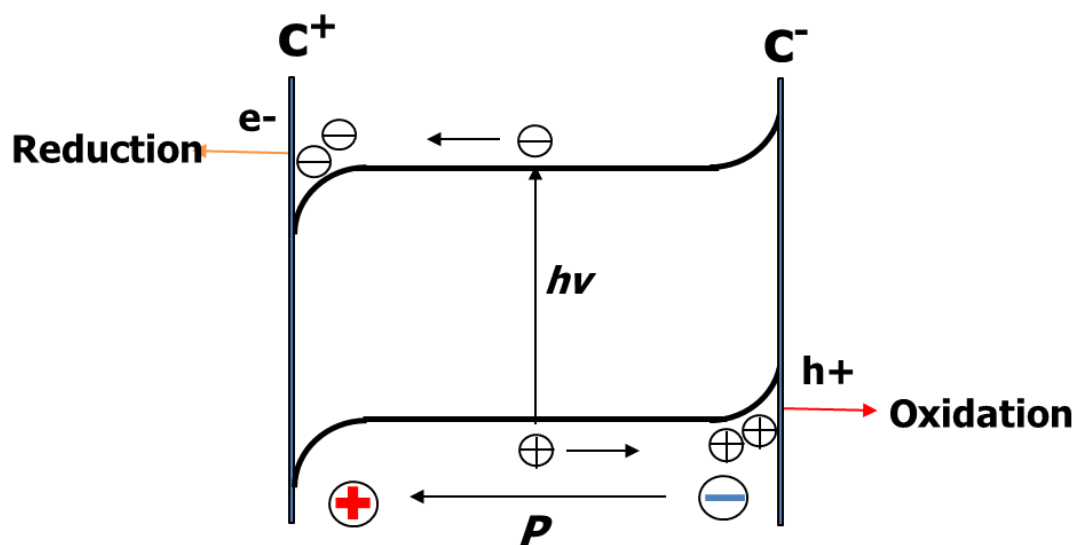 C+
C-
e-
Reduction
hv
h+
Oxidation
P